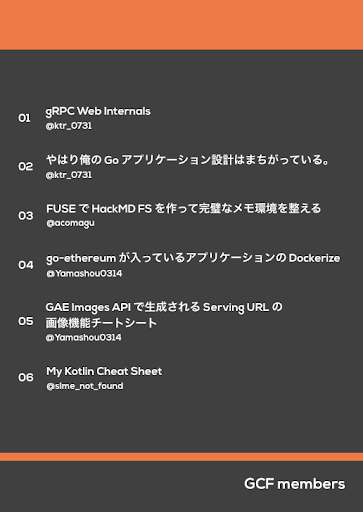 01 gRPC Web Internals
@ktr_0731
02 やはり俺の Go アプリケーション設計はまちがっている。
@ktr_0731
03 FUSE で HackMD FS を作って完璧なメモ環境を整える
@acomagu
04 go-ethereum が入っているアプリケーションの Dockerize
@Yamashou0314
05 GAE Images API で生成される Serving URL の
画像機能チートシート
@Yamashou0314
06 My Kotlin Cheat Sheet
@sime_not_found
GCF members